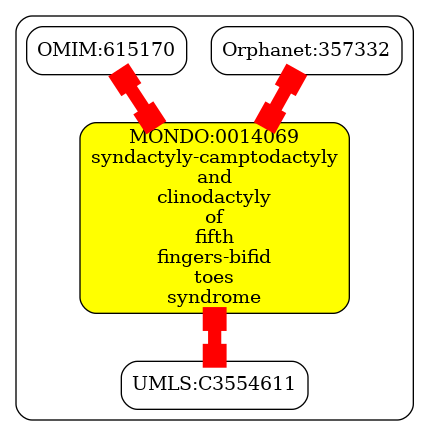 OMIM:615170
Orphanet:357332
MONDO:0014069
syndactyly-camptodactyly
and
clinodactyly
of
fifth
fingers-bifid
toes
syndrome
UMLS:C3554611